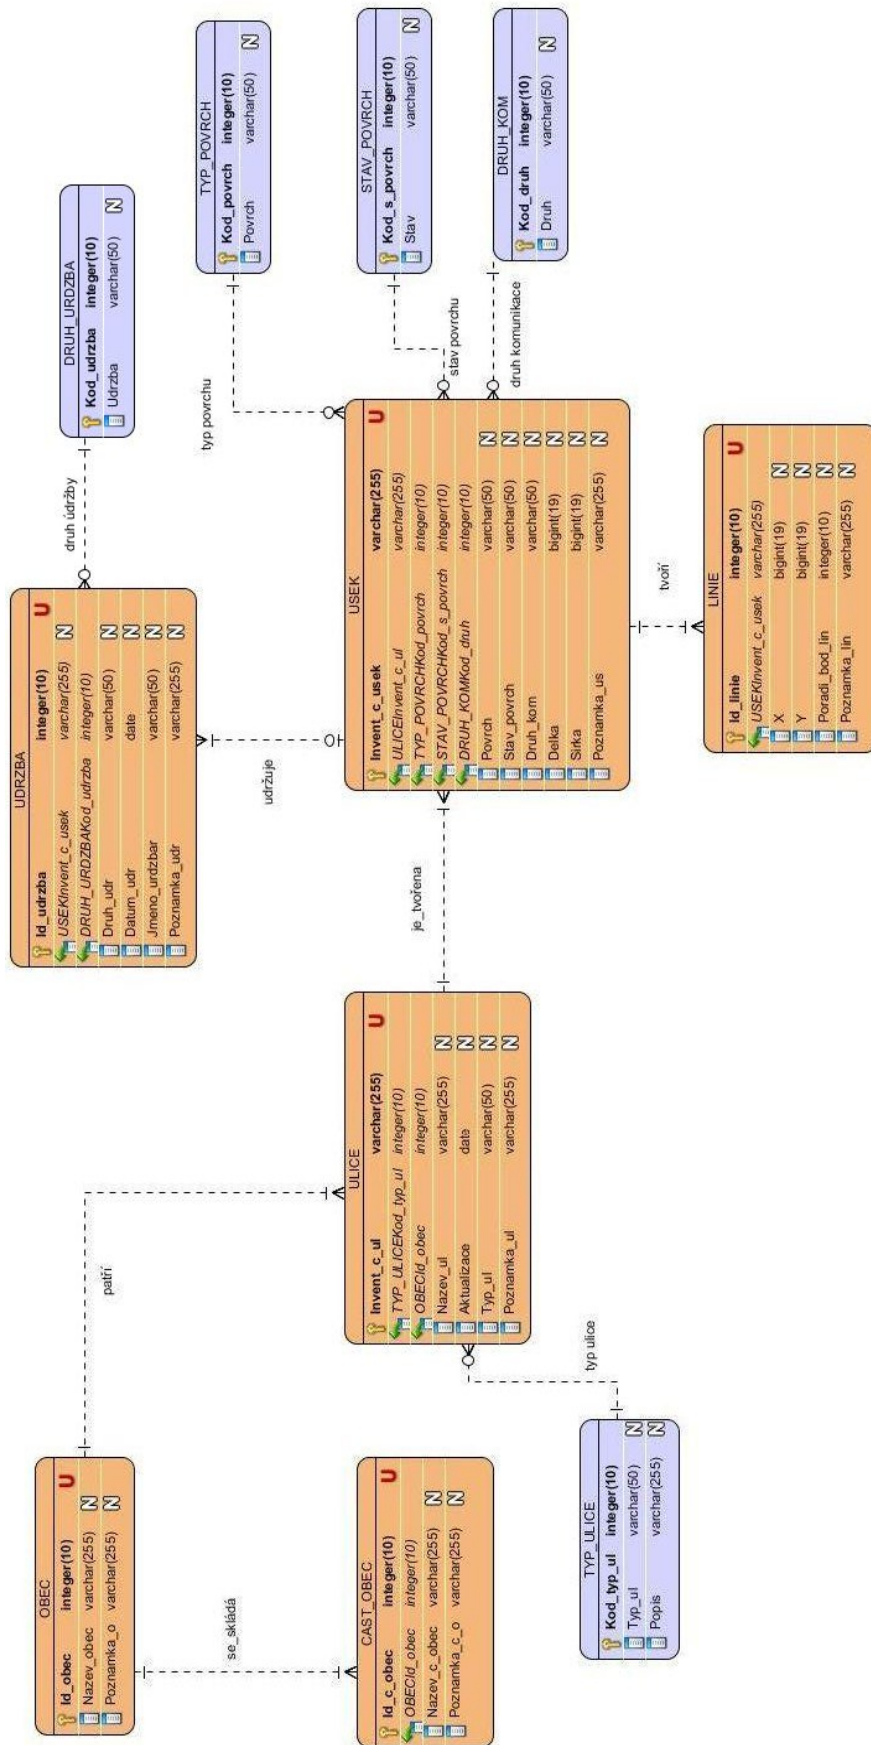 OBEC
Id_obec integer(10) U
Nazev_obec varchar(255) N
Poznamka_o varchar(255) N
se_skládá
CAST_OBEC
Id_c_obec integer(10) U
OBECId_obec integer(10)
Nazev_c_obec varchar(255) N
Poznamka_c_o varchar(255) N
patří
ULICE
Invent_c_ul varchar(255) U
TYP_ULICEKod_typ_ul integer(10)
OBECId_obec integer(10)
Nazev_ul varchar(255) N
Aktualizace date N
Typ_ul varchar(50) N
Poznamka_ul varchar(255) N
typ ulice
TYP_ULICE
Kod_typ_ul integer(10)
Typ_ul varchar(50) N
Popis varchar(255) N
je_tvořena
UDRZBA
Id_udrzba integer(10) U
USEKInvent_c_usek varchar(255) N
DRUH_URDZBAKod_udrzba integer(10)
Druh_udr varchar(50) N
Datum_udr date N
Jmeno_urdzbar varchar(50) N
Poznamka_udr varchar(255) N
udržuje
USEK
Invent_c_usek varchar(255) U
ULICEInvent_c_ul varchar(255)
TYP_POVRCHKod_povrch integer(10)
STAV_POVRCHKod_s_povrch integer(10)
DRUH_KOMKod_druh integer(10)
Povrch varchar(50) N
Stav_povrch varchar(50) N
Druh_kom varchar(50) N
Delka bigint(19) N
Sirka bigint(19) N
Poznamka_us varchar(255) N
tvoří
LINIE
Id_linie integer(10) U
USEKInvent_c_usek varchar(255)
X bigint(19) N
Y bigint(19) N
Poradi_bod_lin integer(10) N
Poznamka_lin varchar(255) N
druh údržby
DRUH_URDZBA
Kod_udrzba integer(10)
Udrzba varchar(50) N
typ povrchu
TYP_POVRCH
Kod_povrch integer(10)
Povrch varchar(50) N
stav povrchu
STAV_POVRCH
Kod_s_povrch integer(10)
Stav varchar(50) N
druh komunikace
DRUH_KOM
Kod_druh integer(10)
Druh varchar(50) N